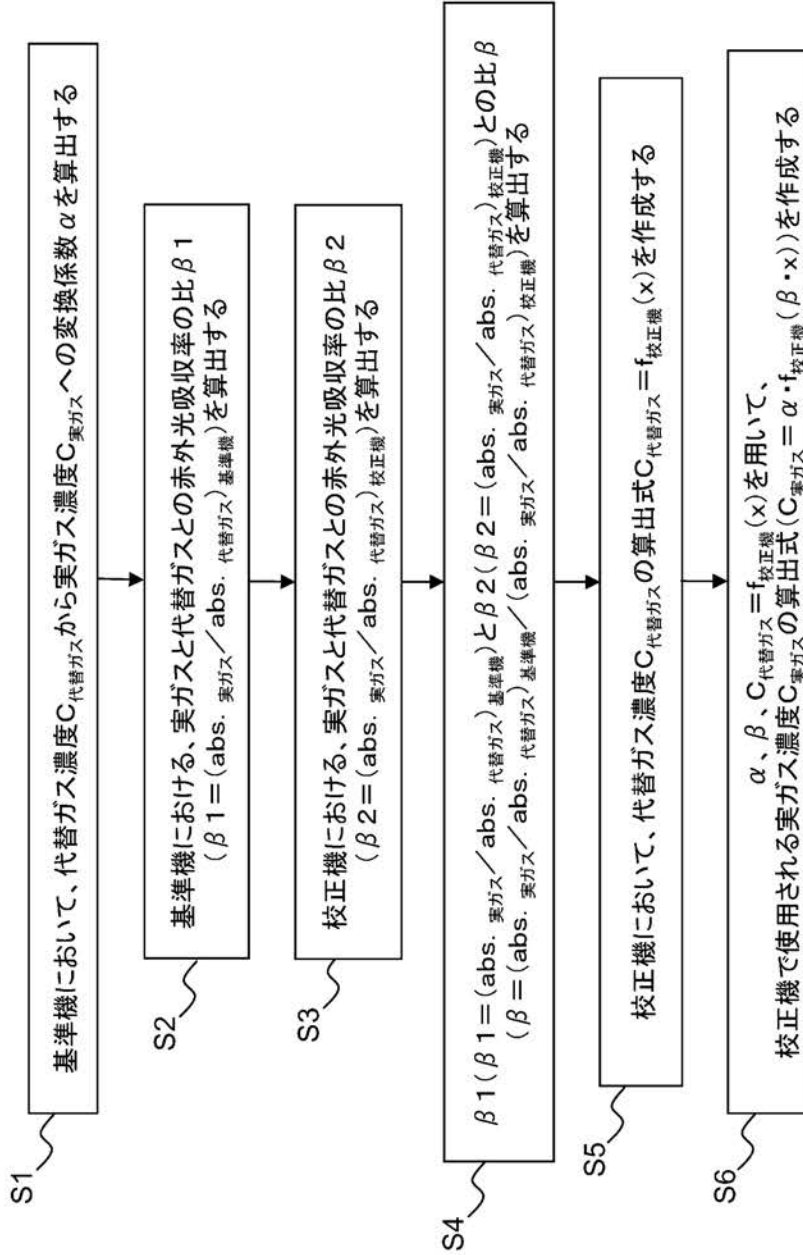 S1
基準機において、代替ガス濃度C代替ガスから実ガス濃度C実ガスへの変換係数αを算出する
S2
基準機における、実ガスと代替ガスとの赤外光吸収率の比β1
(β1=(abs. 実ガス/abs. 代替ガス)基準機)を算出する
S3
校正機における、実ガスと代替ガスとの赤外光吸収率の比β2
(β2=(abs. 実ガス/abs. 代替ガス)校正機)を算出する
S4
β1(β1=(abs. 実ガス/abs. 代替ガス)基準機)とβ2(β2=(abs. 実ガス/abs. 代替ガス)校正機)との比β
(β=(abs. 実ガス/abs. 代替ガス)基準機/(abs. 実ガス/abs. 代替ガス)校正機)を算出する
S5
校正機において、代替ガス濃度C代替ガスの算出式C代替ガス=f校正機(x)を作成する
S6
α、β、C代替ガス=f校正機(x)を用いて、
校正機で使用される実ガス濃度C実ガスの算出式(C実ガス=α・f校正機(β・x))を作成する